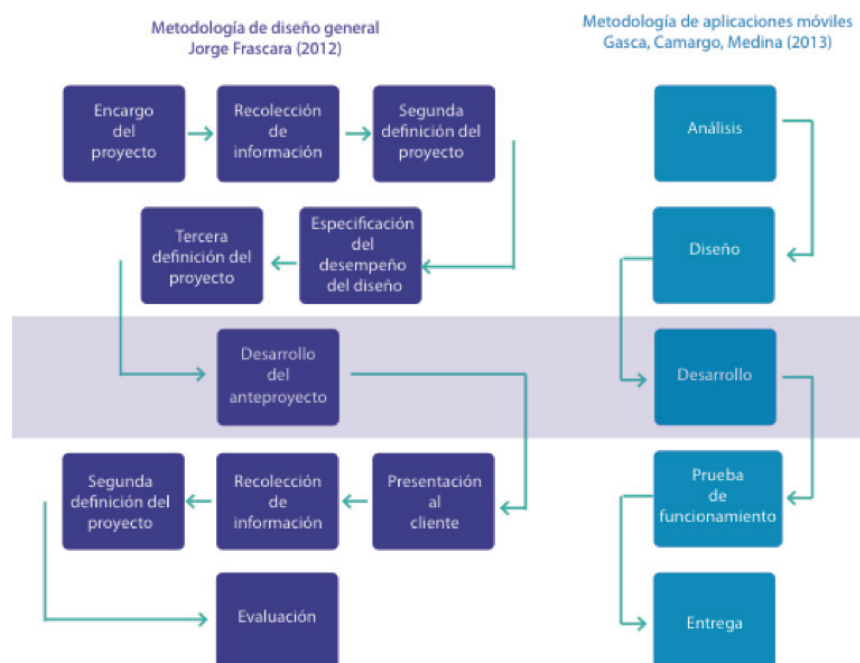 Metodología de diseño general
Jorge Frascara (2012)
Metodología de aplicaciones móviles
Gasca, Camargo, Medina (2013)
Encargo
del
proyecto
Recolección
de
información
Segunda
definición del
proyecto
Análisis
Tercera
definición del
proyecto
Especificación
del
desempeño
del diseño
Diseño
Desarrollo
del
anteproyecto
Desarrollo
Segunda
definición del
proyecto
Recolección
de
información
Presentación
al
cliente
Prueba
de
funcionamiento
Evaluación
Entrega